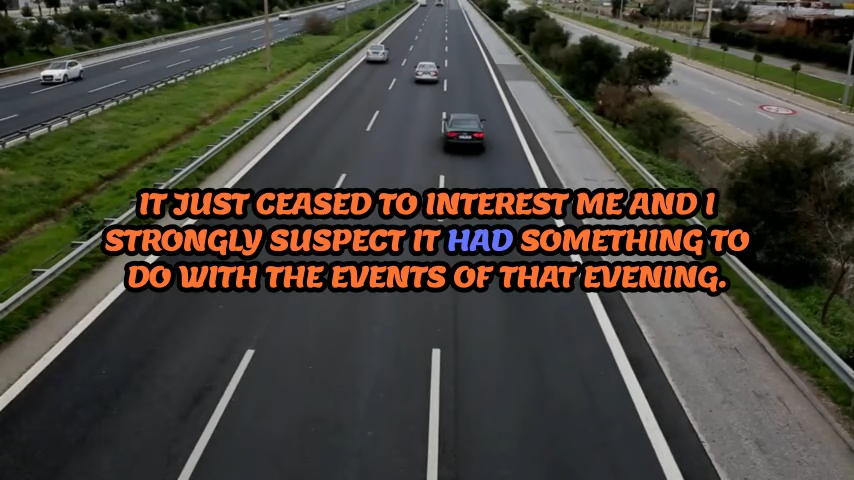 IT JUST CEASED TO INTEREST ME AND I
STRONGLY SUSPECT IT HAD SOMETHING TO
DO WITH THE EVENTS OF THAT EVENING.